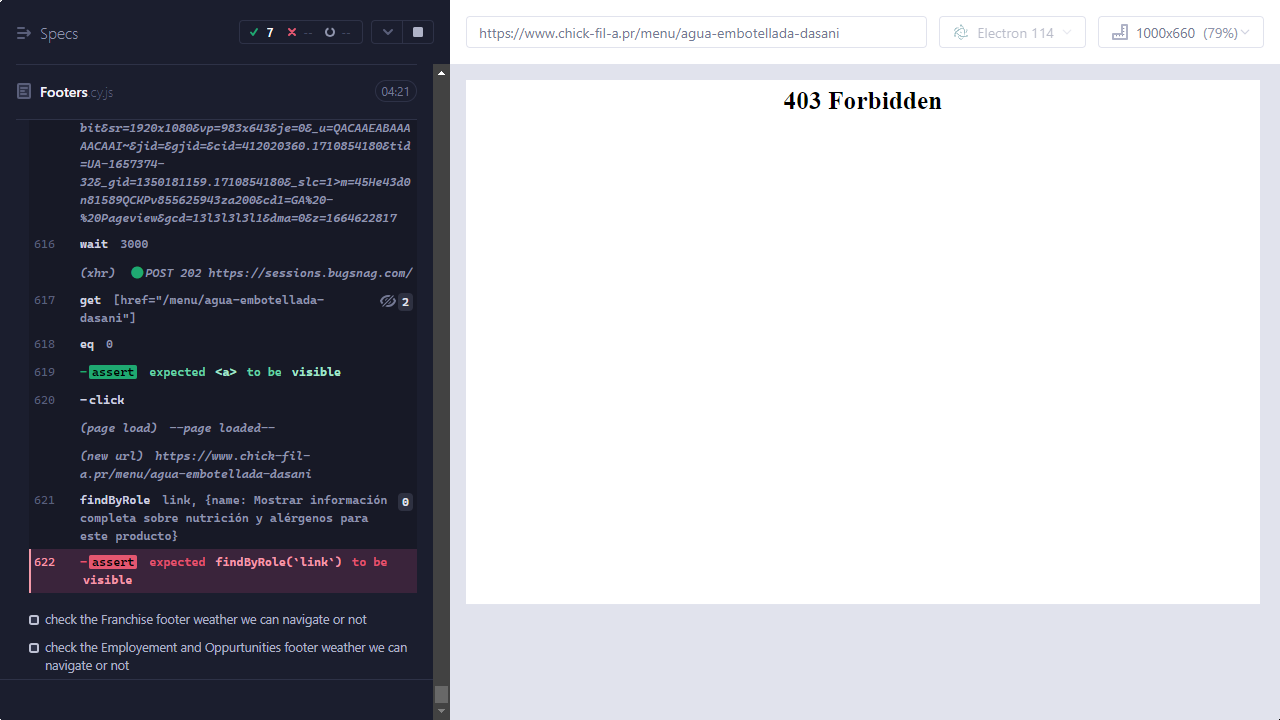 Specs
7
--
--
https://www.chick-fil-a.pr/menu/agua-embotellada-dasani
Electron 114
1000x660 (79%)
Footers.cy.js
04:21
403 Forbidden
bit&sr=1920x1080&vp=983x643&je=0&_u=QACAAEABAAAA
AACAAI~&jid=&gjid=&cid=412020360.1710854180&tid
=UA-1657374-
32&_gid=1350181159.1710854180&_slc=1>m=45He43d0
n81589QCKPv855625943za200&cd1=GA%20-
%20Pageview&gcd=13l3l3l3l1&dma=0&z=1664622817
616 wait 3000
(xhr) POST 202 https://sessions.bugsnag.com/
617 get [href="/menu/agua-embotellada-
dasani"]
2
618 eq 0
619 -assert expected <a> to be visible
620 -click
(page load) --page loaded--
(new url) https://www.chick-fil-
a.pr/menu/agua-embotellada-dasani
621 findByRole link, {name: Mostrar información
completa sobre nutrición y alérgenos para
este producto}
0
622 -assert expected findByRole(`link`) to be
visible
check the Franchise footer weather we can navigate or not
check the Employement and Oppurtunities footer weather we can
navigate or not